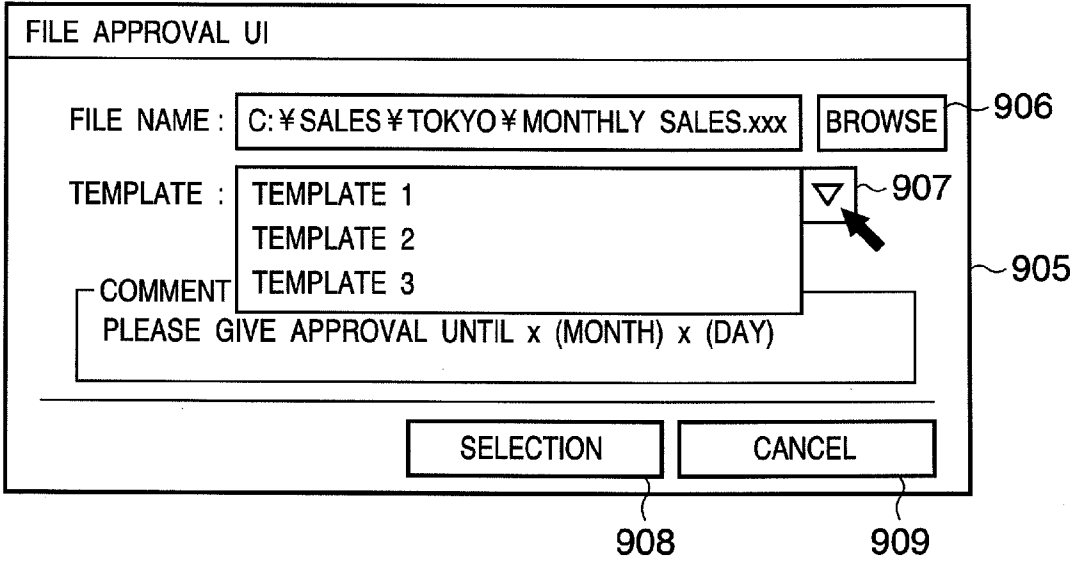 FILE APPROVAL UI
FILE NAME : C:¥SALES¥TOKYO¥MONTHLY SALES.xxx BROWSE 906
TEMPLATE : TEMPLATE 1 907
TEMPLATE 2
905
TEMPLATE 3
COMMENT
PLEASE GIVE APPROVAL UNTIL x (MONTH) x (DAY)
SELECTION CANCEL
908 909